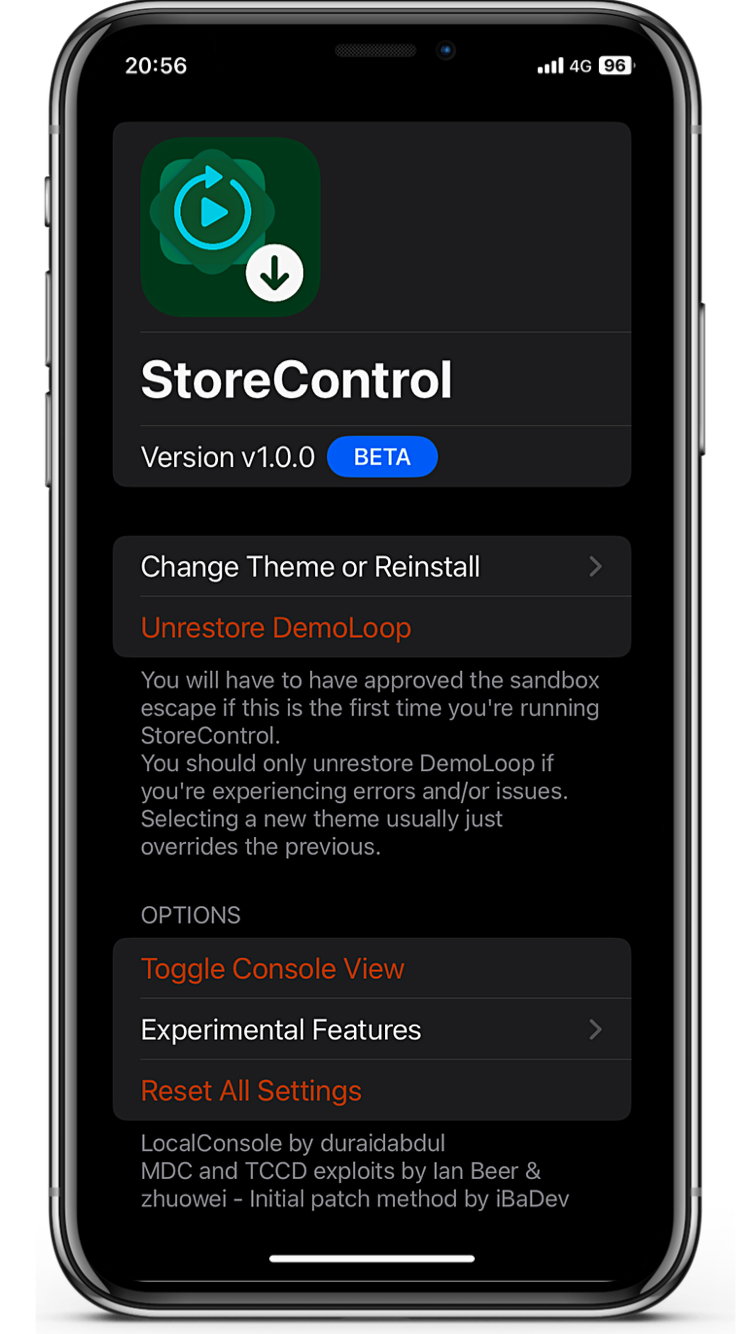 20:56
4G 96
StoreControl
Version v1.0.0 BETA
Change Theme or Reinstall
Unrestore DemoLoop
You will have to have approved the sandbox
escape if this is the first time you're running
StoreControl.
You should only unrestore DemoLoop if
you're experiencing errors and/or issues.
Selecting a new theme usually just
overrides the previous.
OPTIONS
Toggle Console View
Experimental Features
Reset All Settings
LocalConsole by duraidabdul
MDC and TCCD exploits by Ian Beer &
zhuowei - Initial patch method by iBaDev